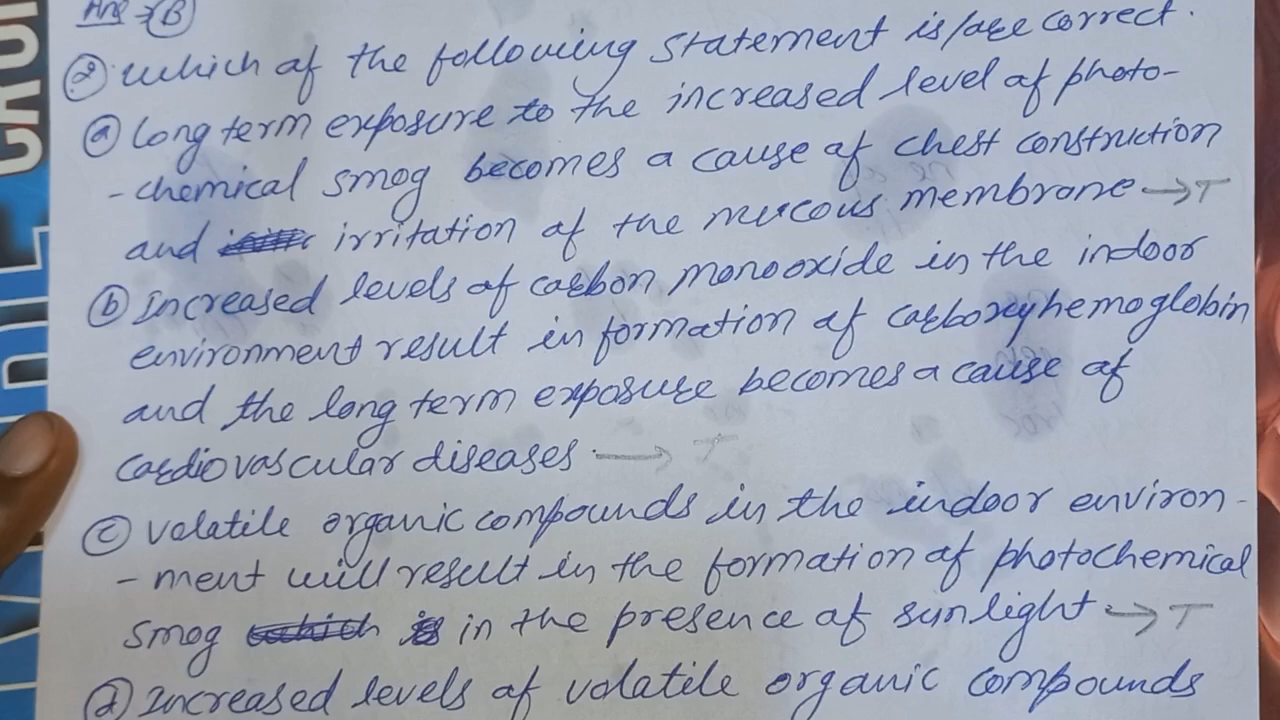 Ans → (B)
② Which of the following statement is/are correct.
ⓐ long term exposure to the increased level of photo-
- chemical smog becomes a cause of chest construction
and irritation of the mucous membrane → T
ⓑ Increased levels of carbon monooxide in the indoor
environment result in formation of carboxyhemoglobin
and the long term exposure becomes a cause of
cardiovascular diseases → T
ⓒ volatile organic compounds in the indoor environ -
- ment will result in the formation of photochemical
smog in the presence of sunlight → T
ⓓ Increased levels of volatile organic compounds